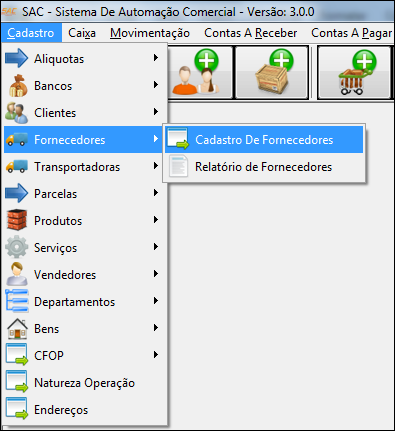 SAC - Sistema De Automação Comercial - Versão: 3.0.0
Cadastro Caixa Movimentação Contas A Receber Contas A Pagar
Aliquotas
Bancos
Clientes
Fornecedores
Cadastro De Fornecedores
Transportadoras
Relatório de Fornecedores
Parcelas
Produtos
Serviços
Vendedores
Departamentos
Bens
CFOP
Natureza Operação
Endereços